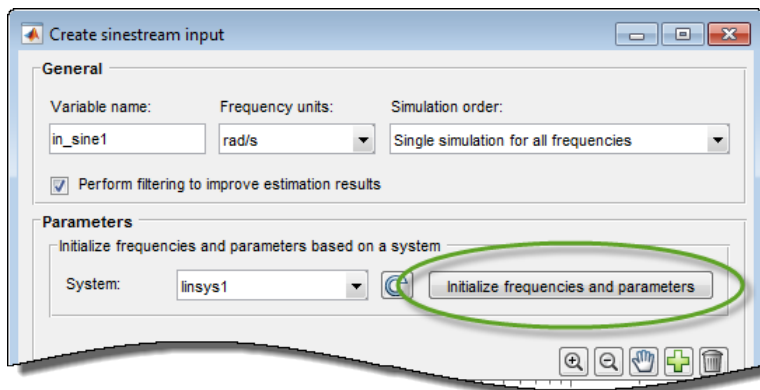 Create sinestream input
General
Variable name: Frequency units: Simulation order:
in_sine1 rad/s Single simulation for all frequencies
Perform filtering to improve estimation results
Parameters
Initialize frequencies and parameters based on a system
System: linsys1 Initialize frequencies and parameters